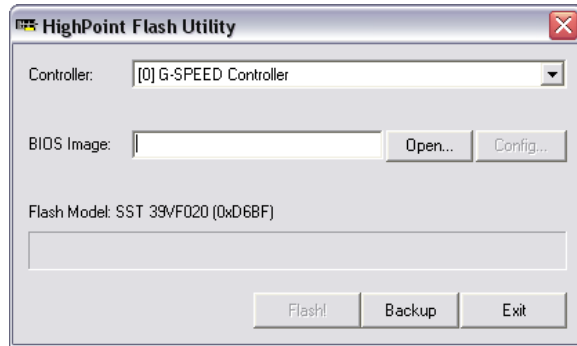 HighPoint Flash Utility
Controller: [0] G-SPEED Controller
BIOS Image: Open... Config...
Flash Model: SST 39VF020 (0xD6BF)
Flash! Backup Exit